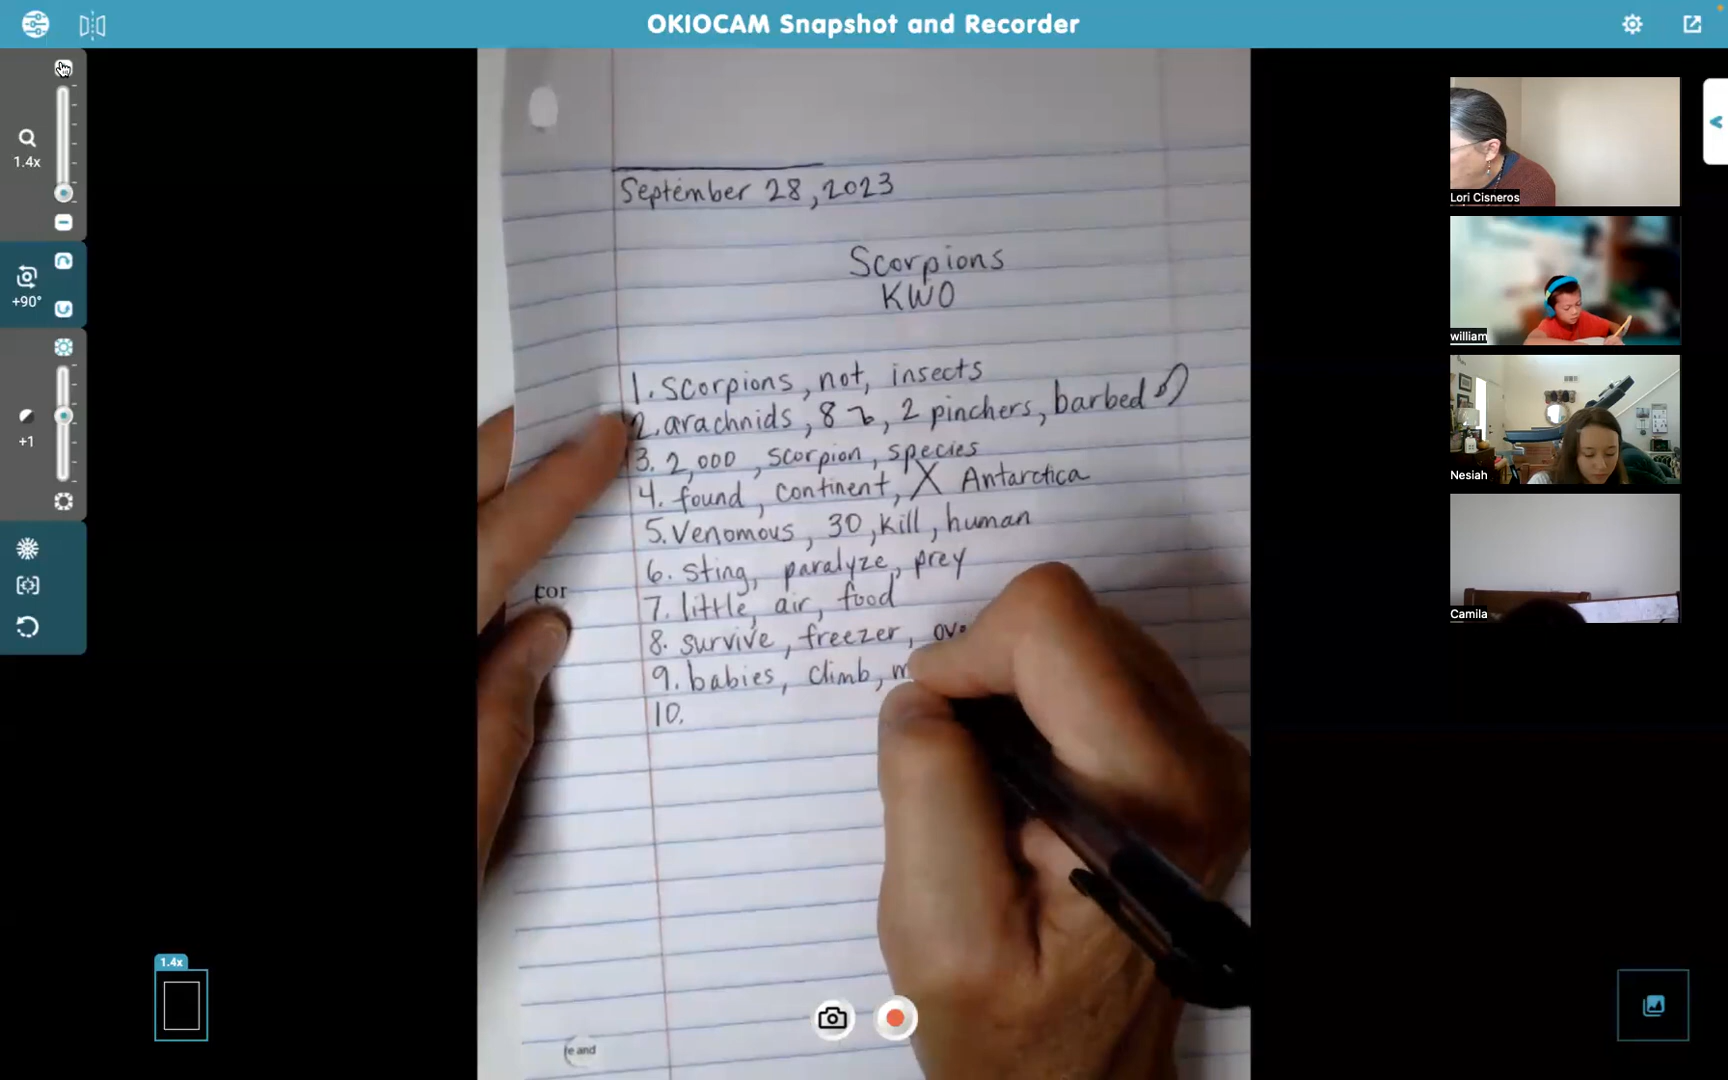 OKIOCAM Snapshot and Recorder
1.4x
+90°
+1
September 28, 2023
Scorpions
KWO
1. scorpions, not, insects
2. arachnids, 8, 2 pinchers, barbed
3. 2,000, scorpion, species
4. found, continent, X Antarctica
5. Venomous, 30, kill, human
6. sting, paralyze, prey
7. little, air, food
8. survive, freezer,
9. babies, climb,
10.
tor
e and
1.4x
Lori Cisneros
william
Nesiah
Camila